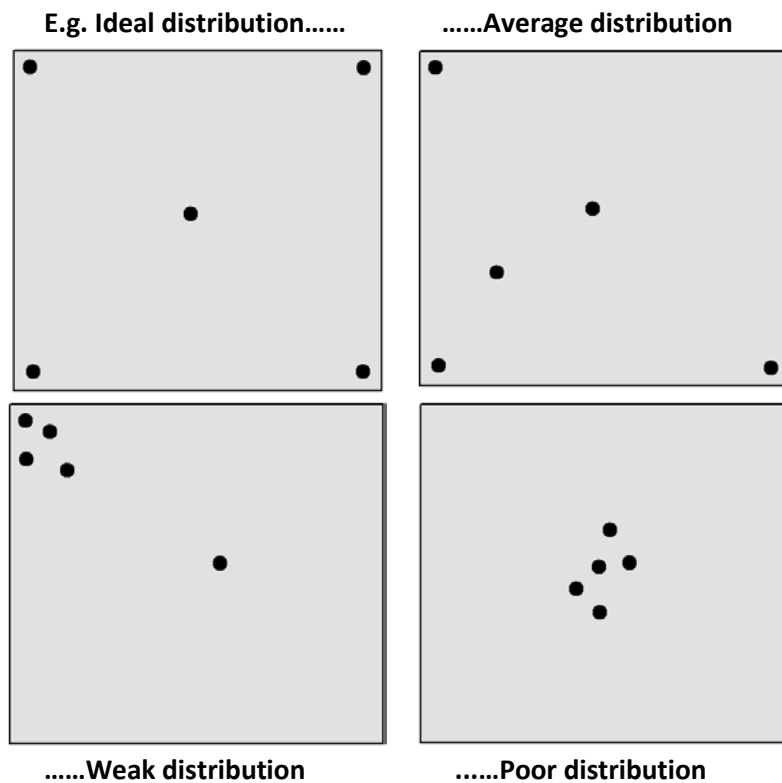 E.g. Ideal distribution……
……Average distribution
……Weak distribution
……Poor distribution